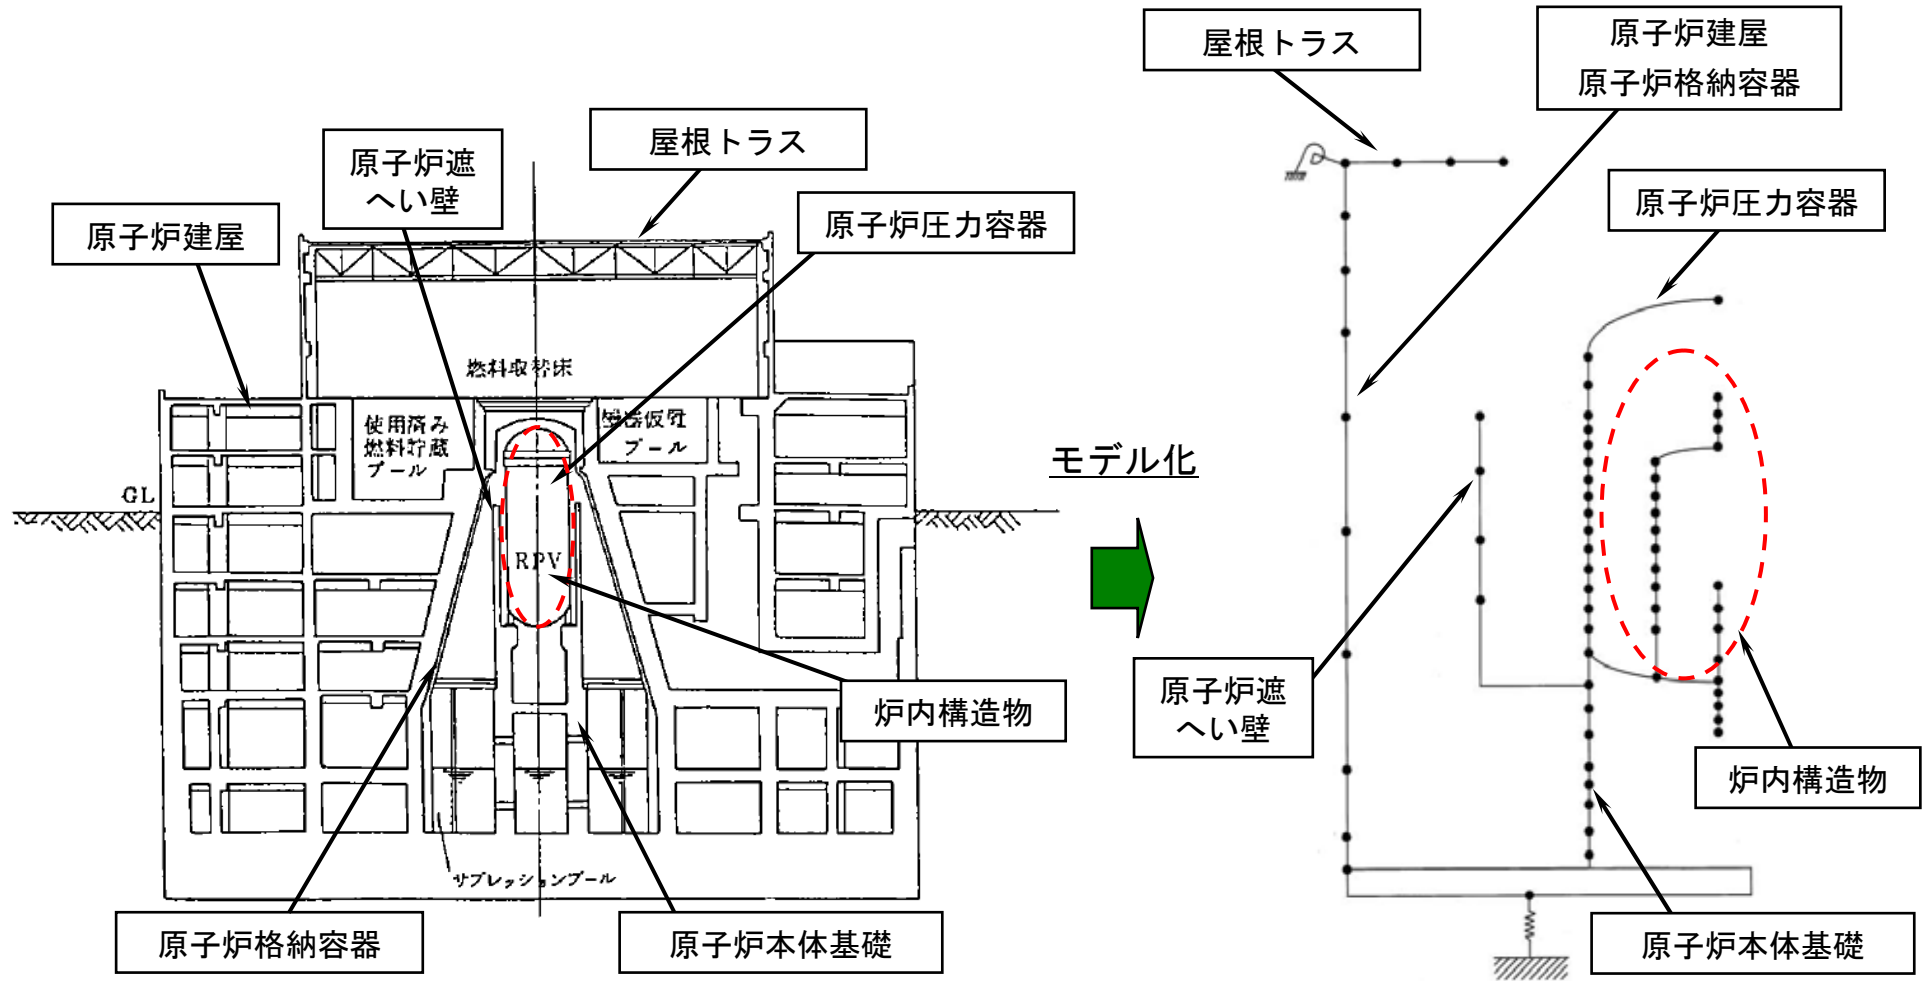 屋根トラス
原子炉建屋
原子炉格納容器
原子炉遮
へい壁
屋根トラス
原子炉圧力容器
原子炉建屋
原子炉圧力容器
燃料取替床
使用済み
燃料貯蔵
プール
機器仮置
プール
モデル化
GL
RPV
原子炉遮
へい壁
炉内構造物
炉内構造物
サプレッションプール
原子炉格納容器
原子炉本体基礎
原子炉本体基礎